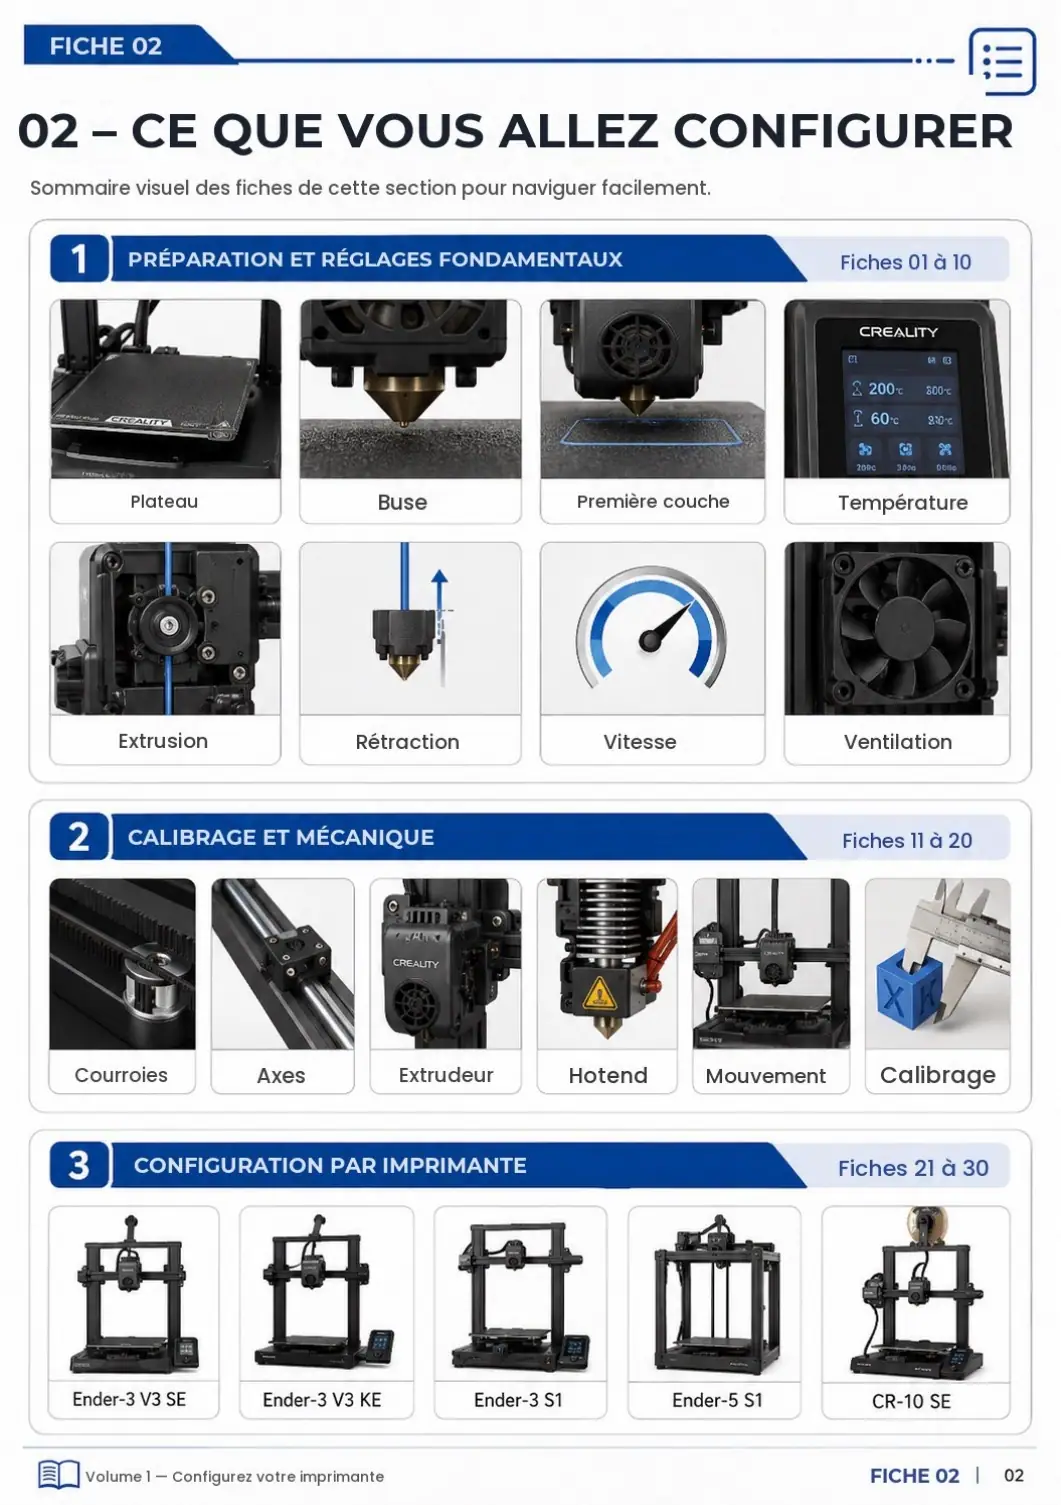 FICHE 02
02 – CE QUE VOUS ALLEZ CONFIGURER
Sommaire visuel des fiches de cette section pour naviguer facilement.
1 PRÉPARATION ET RÉGLAGES FONDAMENTAUX Fiches 01 à 10
CREALITY
CREALITY
200°C
60°C
Plateau Buse Première couche Température
Extrusion Rétraction Vitesse Ventilation
2 CALIBRAGE ET MÉCANIQUE Fiches 11 à 20
CREALITY
X
Courroies Axes Extrudeur Hotend Mouvement Calibrage
3 CONFIGURATION PAR IMPRIMANTE Fiches 21 à 30
Ender-3 V3 SE Ender-3 V3 KE Ender-3 S1 Ender-5 S1 CR-10 SE
Volume 1 — Configurez votre imprimante FICHE 02 | 02